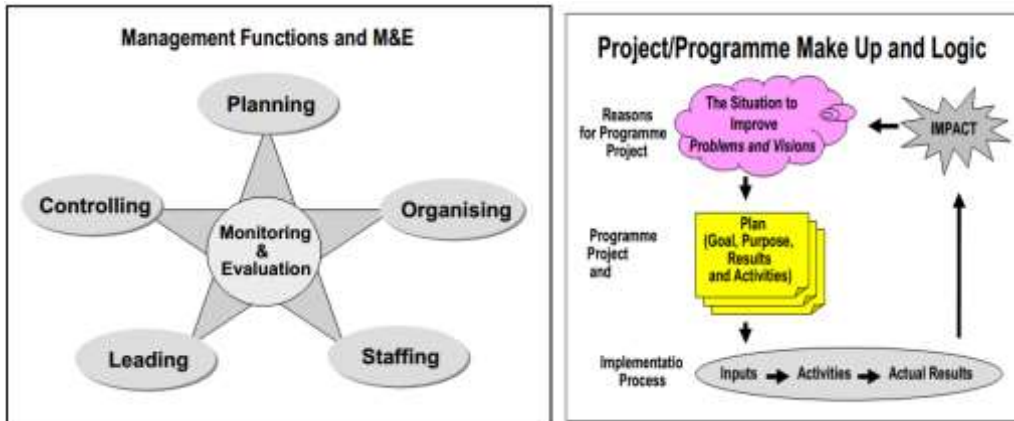 Management Functions and M&E
Planning
Controlling
Organising
Monitoring
&
Evaluation
Leading
Staffing
Project/Programme Make Up and Logic
Reasons
for Programme
Project
The Situation to
Improve
Problems and Visions
IMPACT
Programme
Project
and
Plan
(Goal, Purpose,
Results
and Activities)
Implementatio
Process
Inputs
Activities
Actual Results